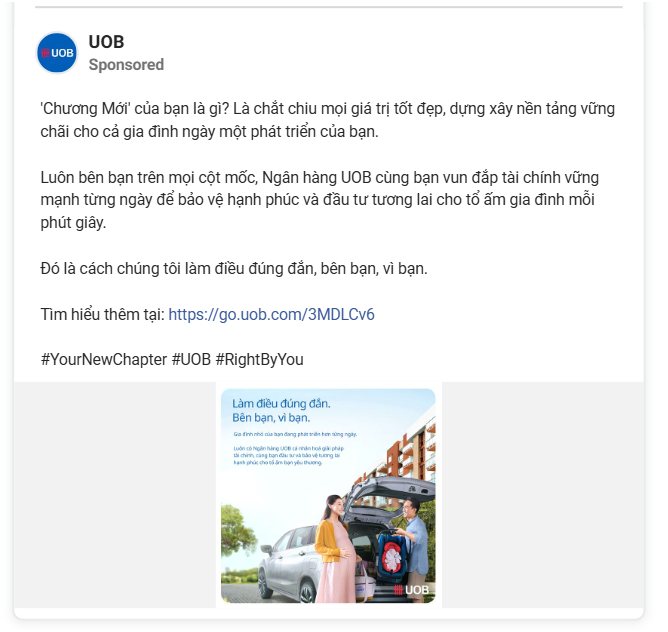 UOB
UOB
Sponsored
'Chương Mới' của bạn là gì? Là chắt chiu mọi giá trị tốt đẹp, dựng xây nền tảng vững
chãi cho cả gia đình ngày một phát triển của bạn.
Luôn bên bạn trên mọi cột mốc, Ngân hàng UOB cùng bạn vun đắp tài chính vững
mạnh từng ngày để bảo vệ hạnh phúc và đầu tư tương lai cho tổ ấm gia đình mỗi
phút giây.
Đó là cách chúng tôi làm điều đúng đắn, bên bạn, vì bạn.
Tìm hiểu thêm tại: https://go.uob.com/3MDLCv6
#YourNewChapter #UOB #RightByYou
Làm điều đúng đắn.
Bên bạn, vì bạn.
Gia đình nhỏ của bạn đang phát triển hơn từng ngày.
Luôn có Ngân hàng UOB cá nhân hoá giải pháp
tài chính, cùng bạn đầu tư và bảo vệ tương lai
hạnh phúc cho tổ ấm bạn yêu thương.
UOB